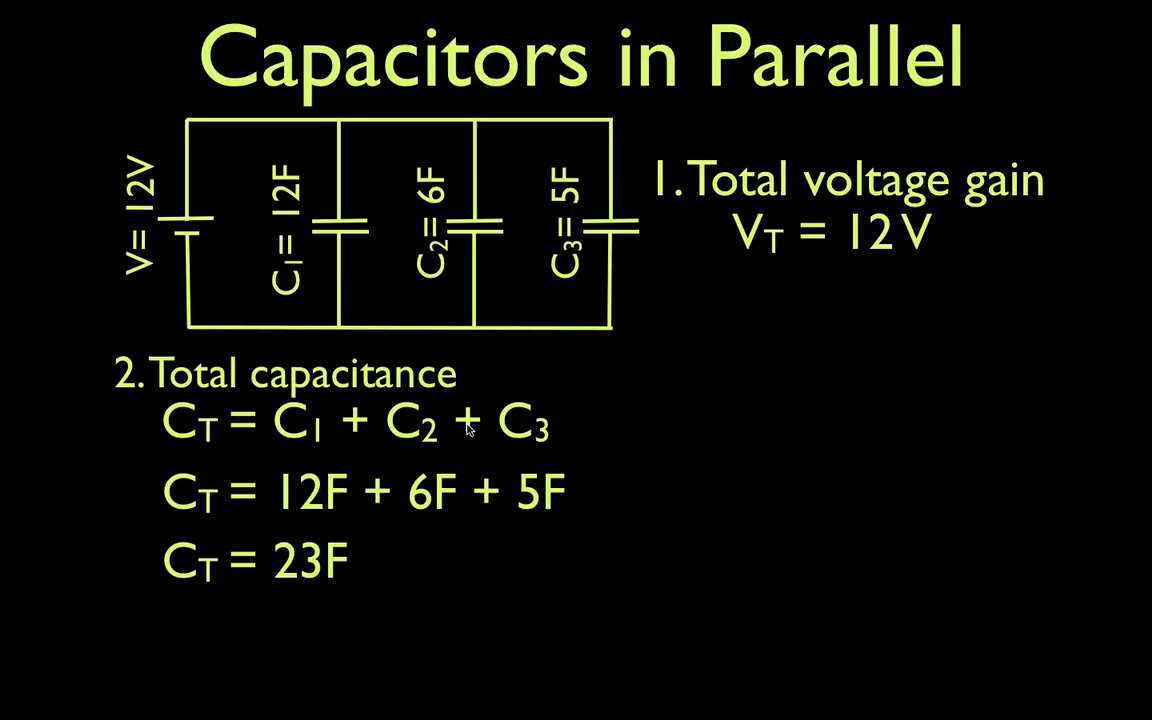 Capacitors in Parallel
V= 12V
C1= 12F
C2= 6F
C3= 5F
1. Total voltage gain
VT = 12 V
2. Total capacitance
CT = C1 + C2 + C3
CT = 12F + 6F + 5F
CT = 23F